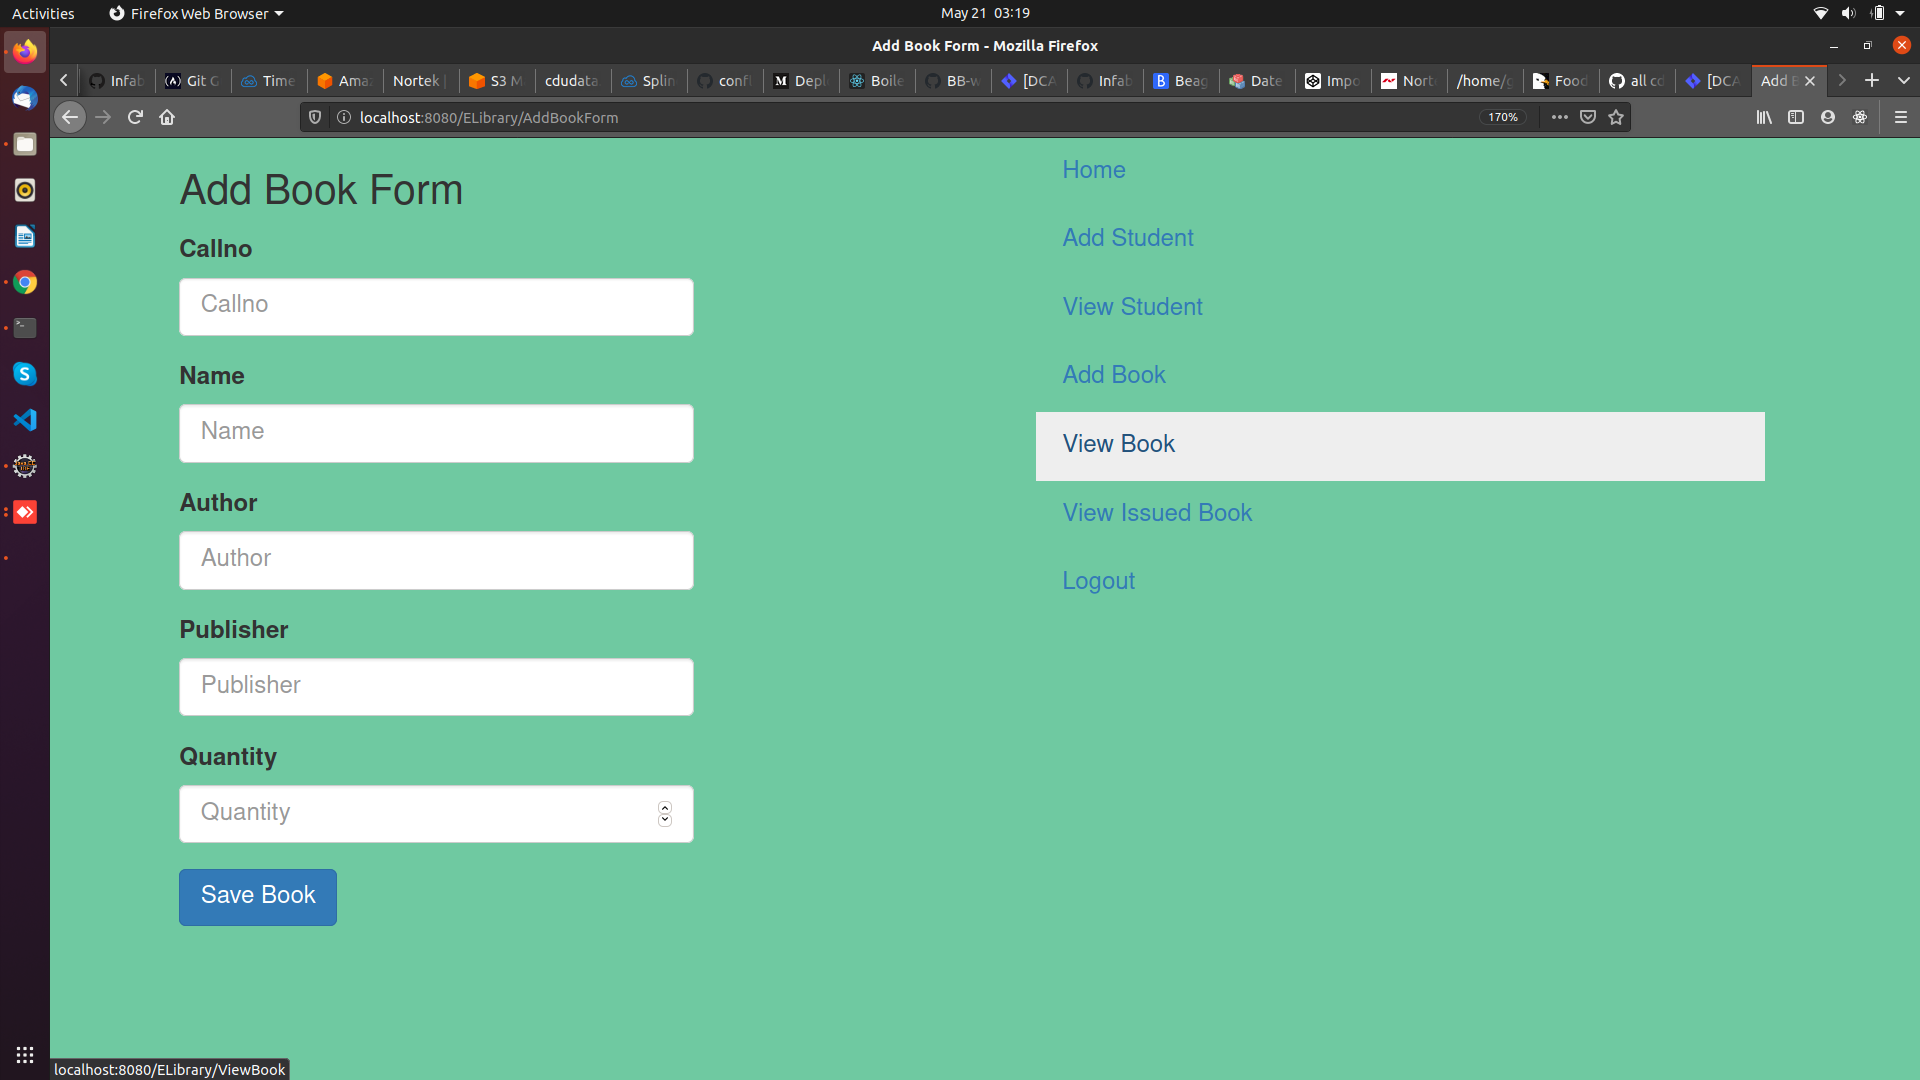 Activities
Firefox Web Browser
May 21 03:19
Add Book Form - Mozilla Firefox
Infab
Git G
Time
Amaz
Nortek
S3 M
cdudata
Splin
confl
Depl
Boile
BB-w
[DCA
Infab
Beag
Date
Impo
Nort
/home/g
Food
all cd
[DCA
Add B
localhost:8080/ELibrary/AddBookForm
170%
Add Book Form
Callno
Callno
Name
Name
Author
Author
Publisher
Publisher
Quantity
Quantity
Save Book
Home
Add Student
View Student
Add Book
View Book
View Issued Book
Logout
localhost:8080/ELibrary/ViewBook